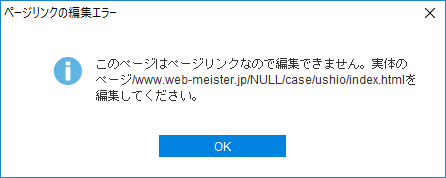 ページリンクの編集エラー
このページはページリンクなので編集できません。実体の
ページ/www.web-meister.jp/NULL/case/ushio/index.htmlを
編集してください。
OK